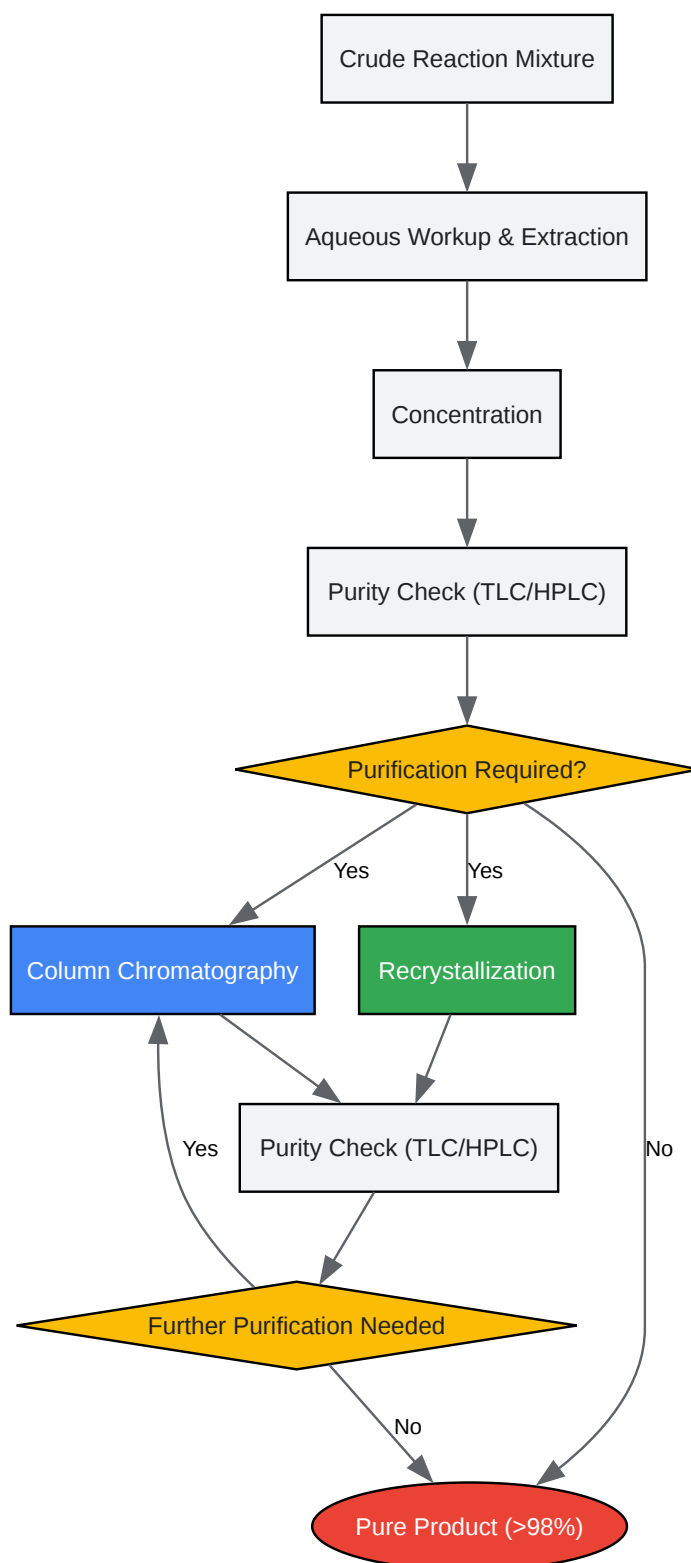 Crude Reaction Mixture
Aqueous Workup & Extraction
Concentration
Purity Check (TLC/HPLC)
Purification Required?
Yes
Yes
Column Chromatography
Recrystallization
Purity Check (TLC/HPLC)
Yes
No
Further Purification Needed
No
Pure Product (>98%)